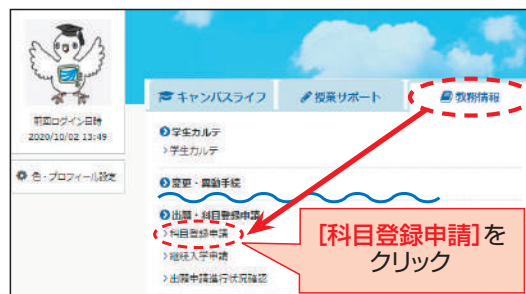 キャンパスライフ
授業サポート
教務情報
前回ログイン日時
2020/10/02 13:49
色・プロフィール設定
学生カルテ
>学生カルテ
変更・異動手続
出願・科目登録申請
>科目登録申請
>継続入学申請
>出願申請進行状況確認
[科目登録申請]を
クリック